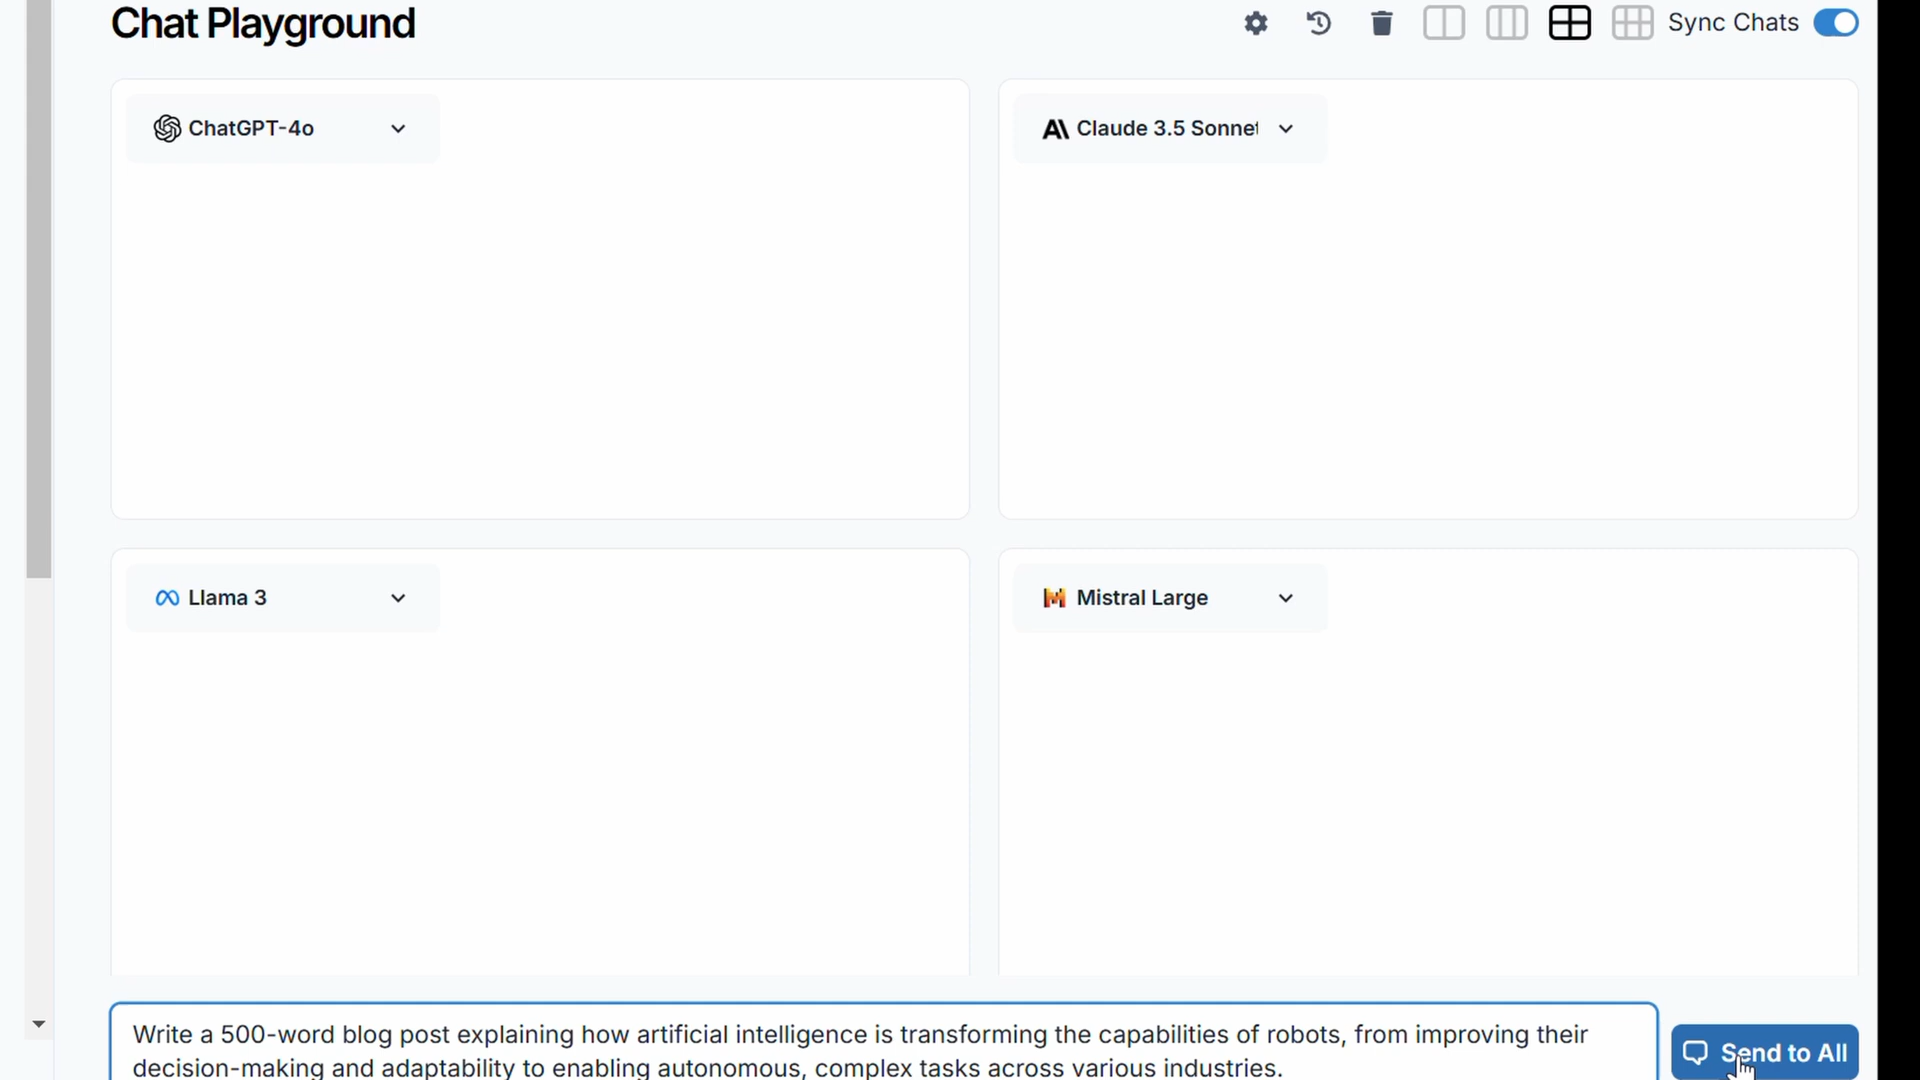 Chat Playground
Sync Chats
ChatGPT-4o
Claude 3.5 Sonnet
Llama 3
Mistral Large
Write a 500-word blog post explaining how artificial intelligence is transforming the capabilities of robots, from improving their
decision-making and adaptability to enabling autonomous, complex tasks across various industries.
Send to All